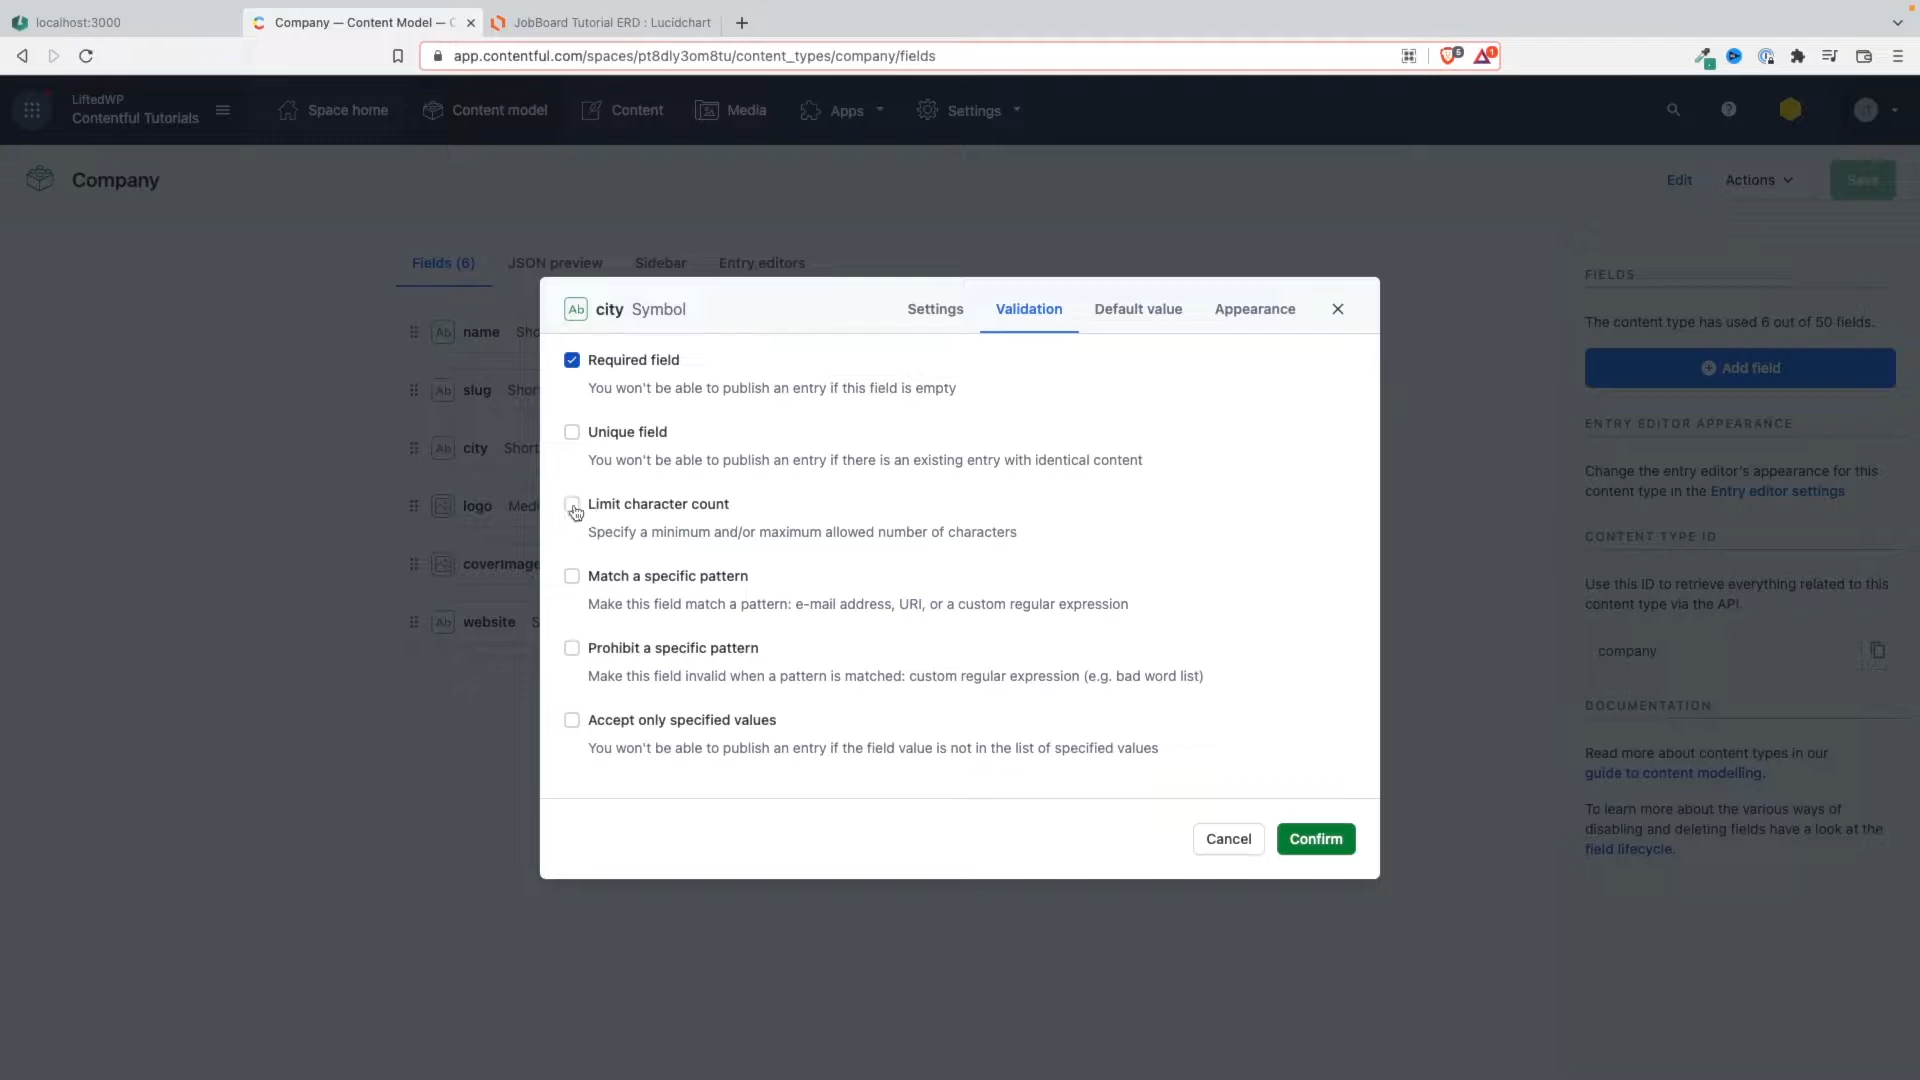 localhost:3000
Company — Content Model — C
JobBoard Tutorial ERD : Lucidchart
app.contentful.com/spaces/pt8dly3om8tu/content_types/company/fields
6
1
LiftedWP
Contentful Tutorials
Space home
Content model
Content
Media
Apps
Settings
Company
Edit
Actions
Save
Fields (6)
JSON preview
Sidebar
Entry editors
Ab name Sho
Ab slug Shor
Ab city Short
logo Medi
coverImage
Ab website S
Ab city Symbol
Settings
Validation
Default value
Appearance
Required field
You won't be able to publish an entry if this field is empty
Unique field
You won't be able to publish an entry if there is an existing entry with identical content
Limit character count
Specify a minimum and/or maximum allowed number of characters
Match a specific pattern
Make this field match a pattern: e-mail address, URI, or a custom regular expression
Prohibit a specific pattern
Make this field invalid when a pattern is matched: custom regular expression (e.g. bad word list)
Accept only specified values
You won't be able to publish an entry if the field value is not in the list of specified values
Cancel
Confirm
FIELDS
The content type has used 6 out of 50 fields.
Add field
ENTRY EDITOR APPEARANCE
Change the entry editor's appearance for this
content type in the Entry editor settings
CONTENT TYPE ID
Use this ID to retrieve everything related to this
content type via the API.
company
DOCUMENTATION
Read more about content types in our
guide to content modelling.
To learn more about the various ways of
disabling and deleting fields have a look at the
field lifecycle.